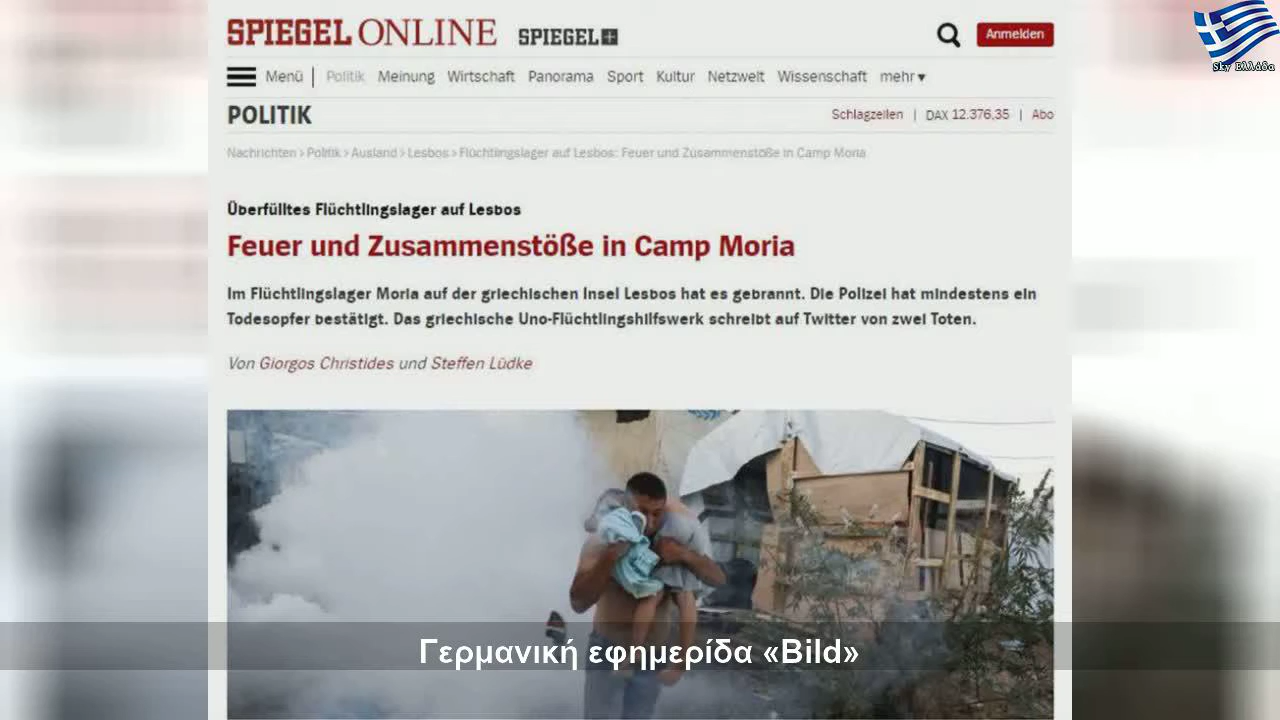 SPIEGEL ONLINE SPIEGEL+ Anmelden
Menü | Politik Meinung Wirtschaft Panorama Sport Kultur Netzwelt Wissenschaft mehr ▾
POLITIK Schlagzeilen | DAX 12.376,35 | Abo
Nachrichten > Politik > Ausland > Lesbos > Flüchtlingslager auf Lesbos: Feuer und Zusammenstöße in Camp Moria
Überfülltes Flüchtlingslager auf Lesbos
Feuer und Zusammenstöße in Camp Moria
Im Flüchtlingslager Moria auf der griechischen Insel Lesbos hat es gebrannt. Die Polizei hat mindestens ein
Todesopfer bestätigt. Das griechische Uno-Flüchtlingshilfswerk schreibt auf Twitter von zwei Toten.
Von Giorgos Christides und Steffen Lüdke
Γερμανική εφημερίδα «Bild»
Sky Ελλάδα